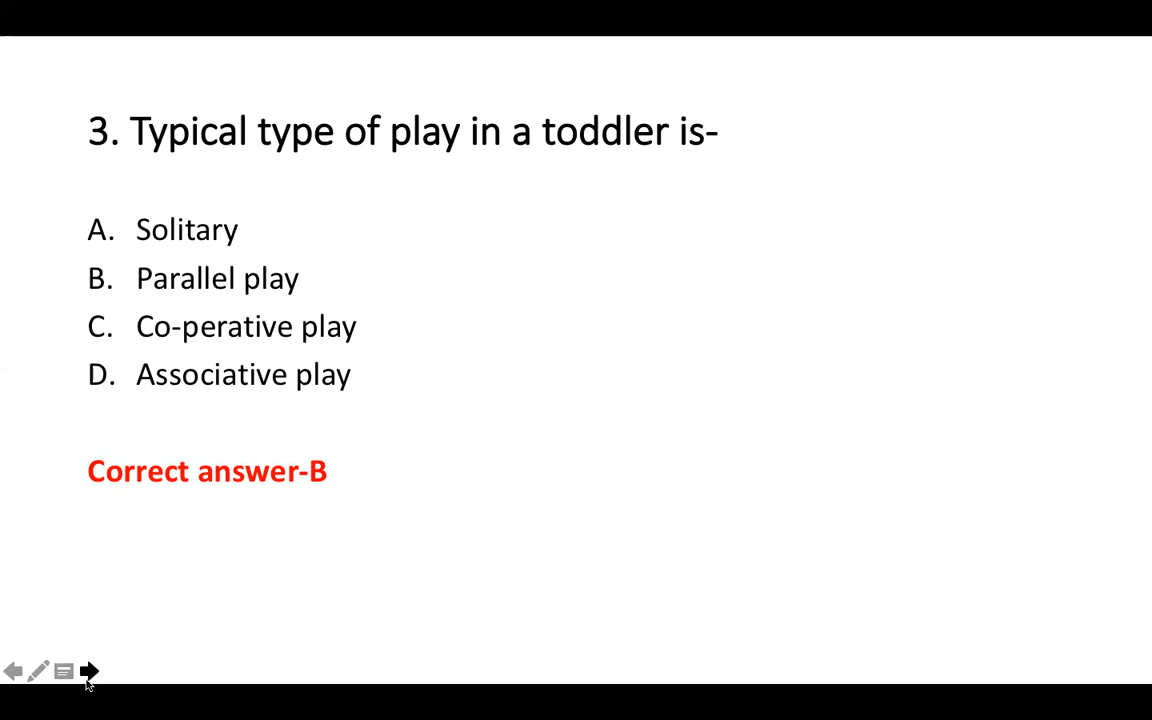 3. Typical type of play in a toddler is-
A. Solitary
B. Parallel play
C. Co-perative play
D. Associative play
Correct answer-B